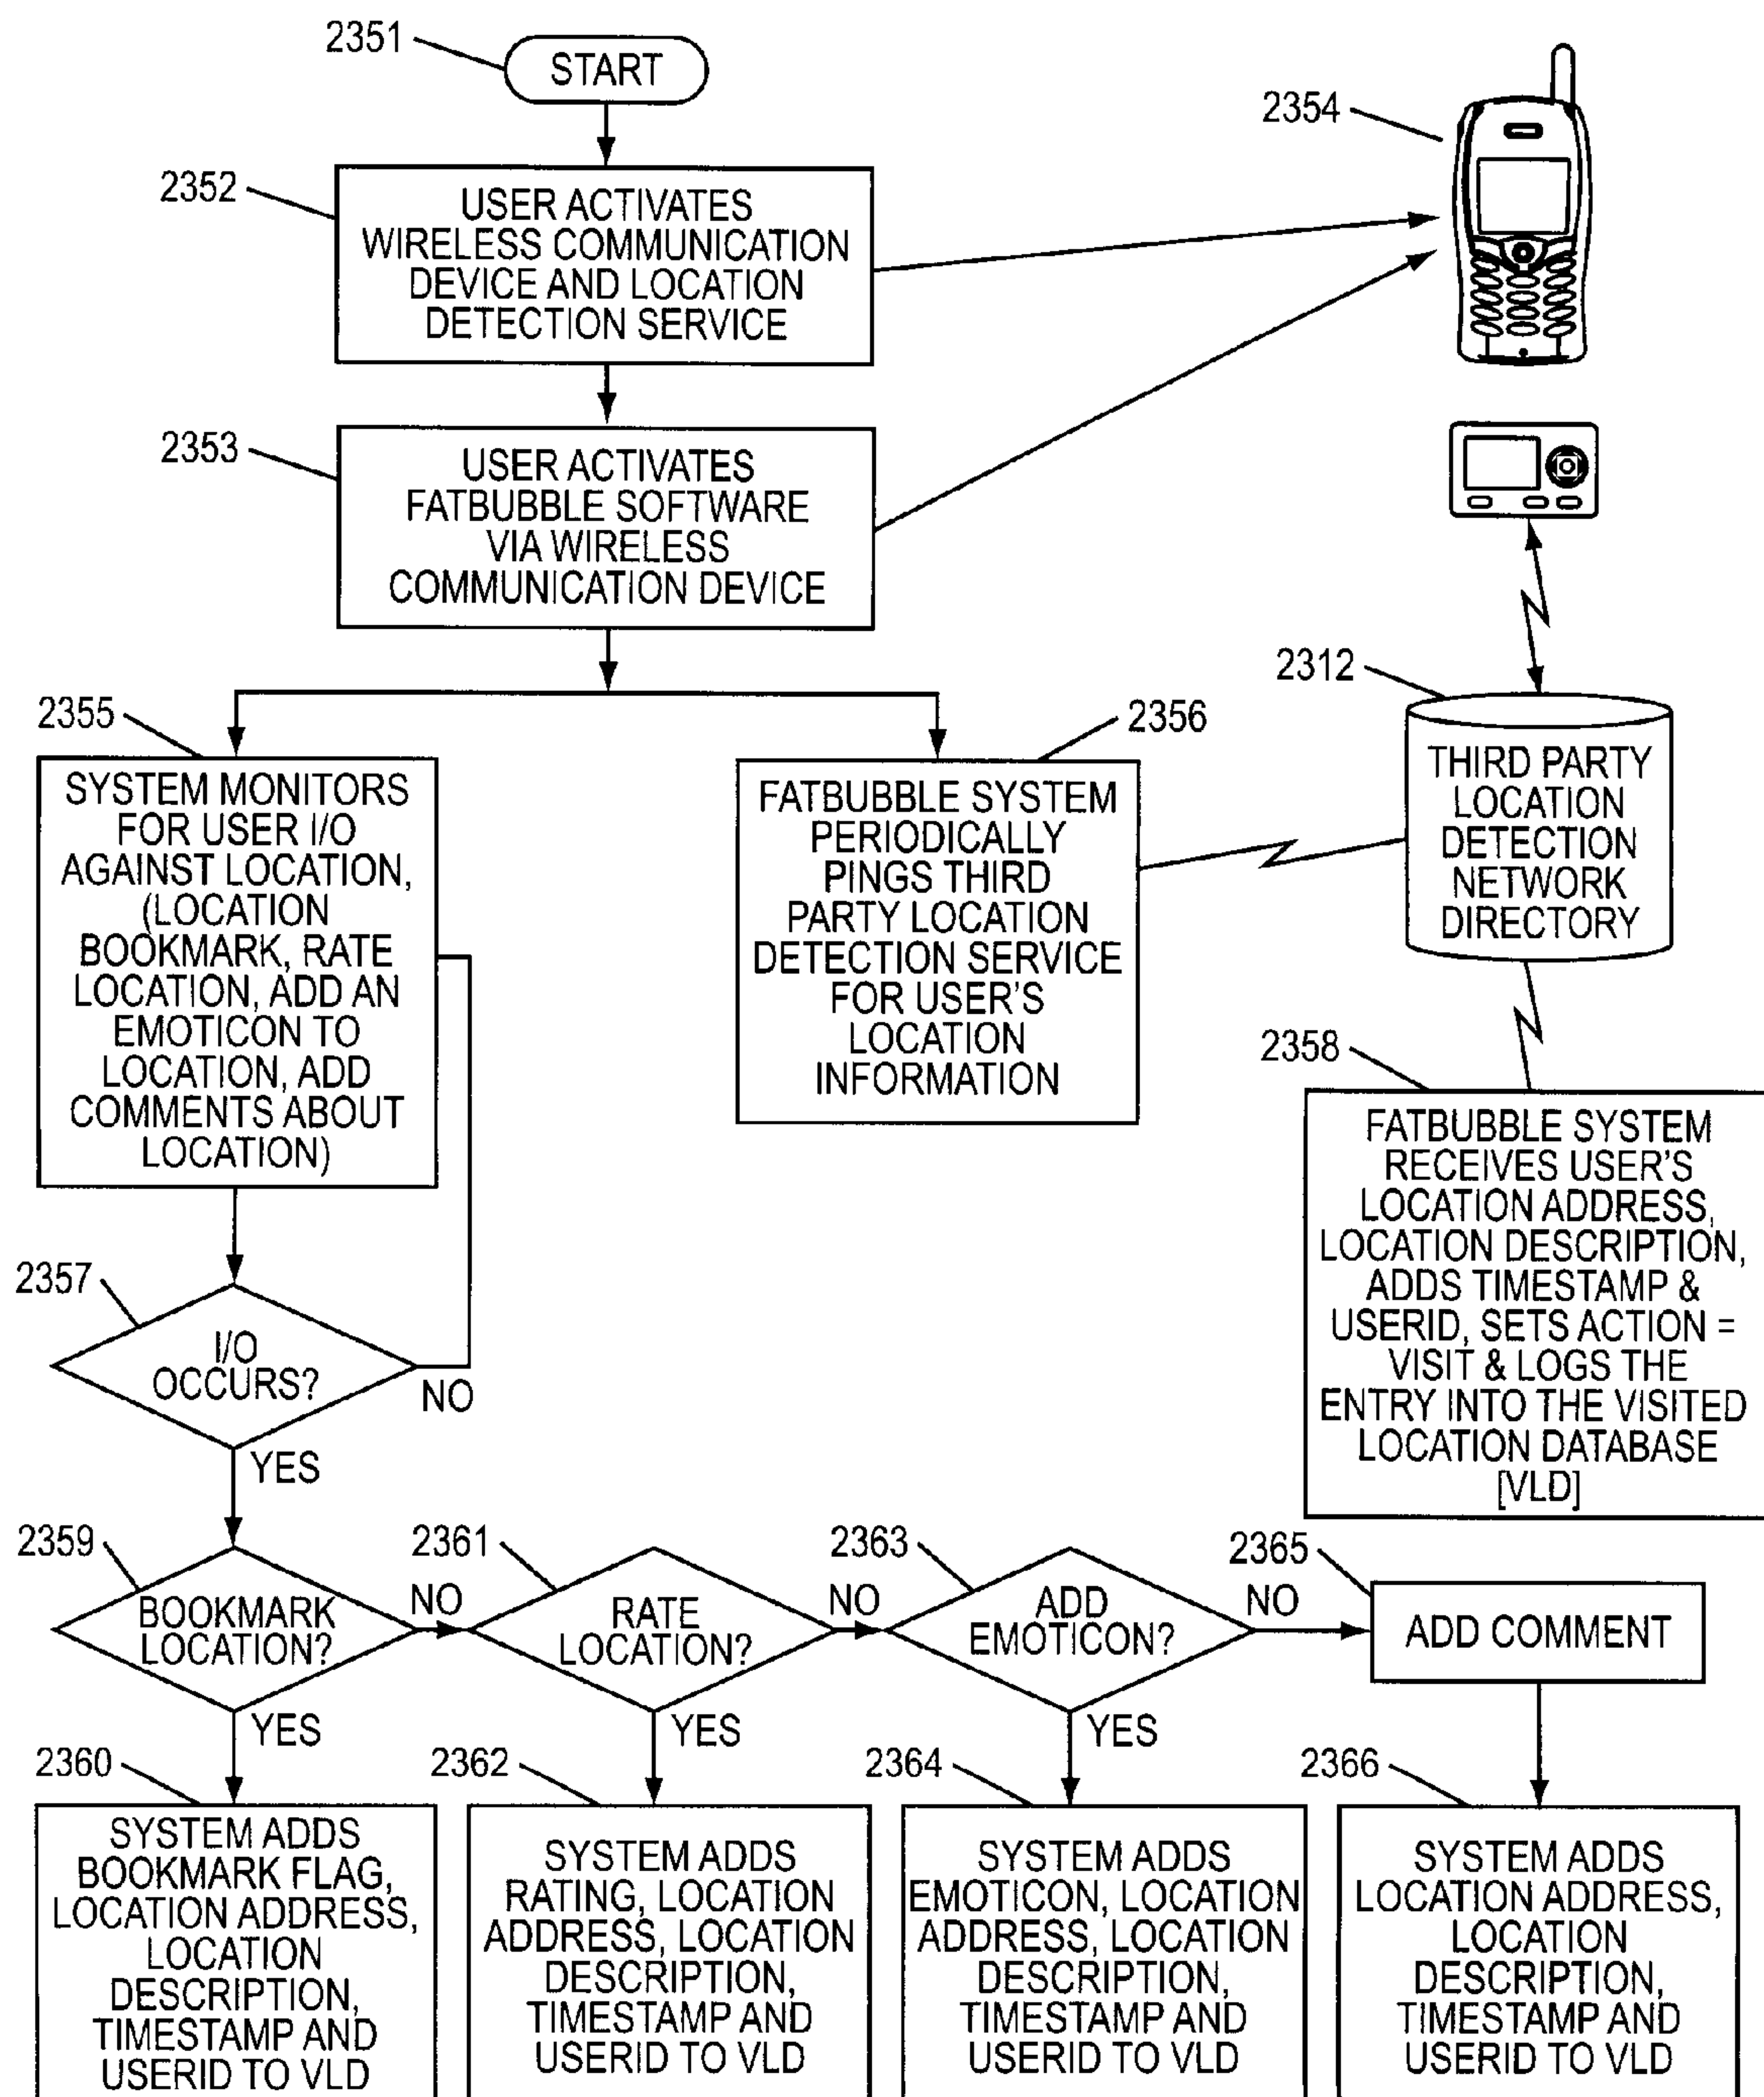 2351
START
2354
2352
USER ACTIVATES
WIRELESS COMMUNICATION
DEVICE AND LOCATION
DETECTION SERVICE
2353
USER ACTIVATES
FATBUBBLE SOFTWARE
VIA WIRELESS
COMMUNICATION DEVICE
2355
SYSTEM MONITORS
FOR USER I/O
AGAINST LOCATION,
(LOCATION
BOOKMARK, RATE
LOCATION, ADD AN
EMOTICON TO
LOCATION, ADD
COMMENTS ABOUT
LOCATION)
2356
FATBUBBLE SYSTEM
PERIODICALLY
PINGS THIRD
PARTY LOCATION
DETECTION SERVICE
FOR USER'S
LOCATION
INFORMATION
2312
THIRD PARTY
LOCATION
DETECTION
NETWORK
DIRECTORY
2358
FATBUBBLE SYSTEM
RECEIVES USER'S
LOCATION ADDRESS,
LOCATION DESCRIPTION,
ADDS TIMESTAMP &
USERID, SETS ACTION =
VISIT & LOGS THE
ENTRY INTO THE VISITED
LOCATION DATABASE
[VLD]
2357
I/O
OCCURS?
NO
YES
2359
BOOKMARK
LOCATION?
NO
YES
2361
RATE
LOCATION?
NO
YES
2363
ADD
EMOTICON?
NO
YES
2365
ADD COMMENT
2360
SYSTEM ADDS
BOOKMARK FLAG,
LOCATION ADDRESS,
LOCATION
DESCRIPTION,
TIMESTAMP AND
USERID TO VLD
2362
SYSTEM ADDS
RATING, LOCATION
ADDRESS, LOCATION
DESCRIPTION,
TIMESTAMP AND
USERID TO VLD
2364
SYSTEM ADDS
EMOTICON, LOCATION
ADDRESS, LOCATION
DESCRIPTION,
TIMESTAMP AND
USERID TO VLD
2366
SYSTEM ADDS
LOCATION ADDRESS,
LOCATION
DESCRIPTION,
TIMESTAMP AND
USERID TO VLD